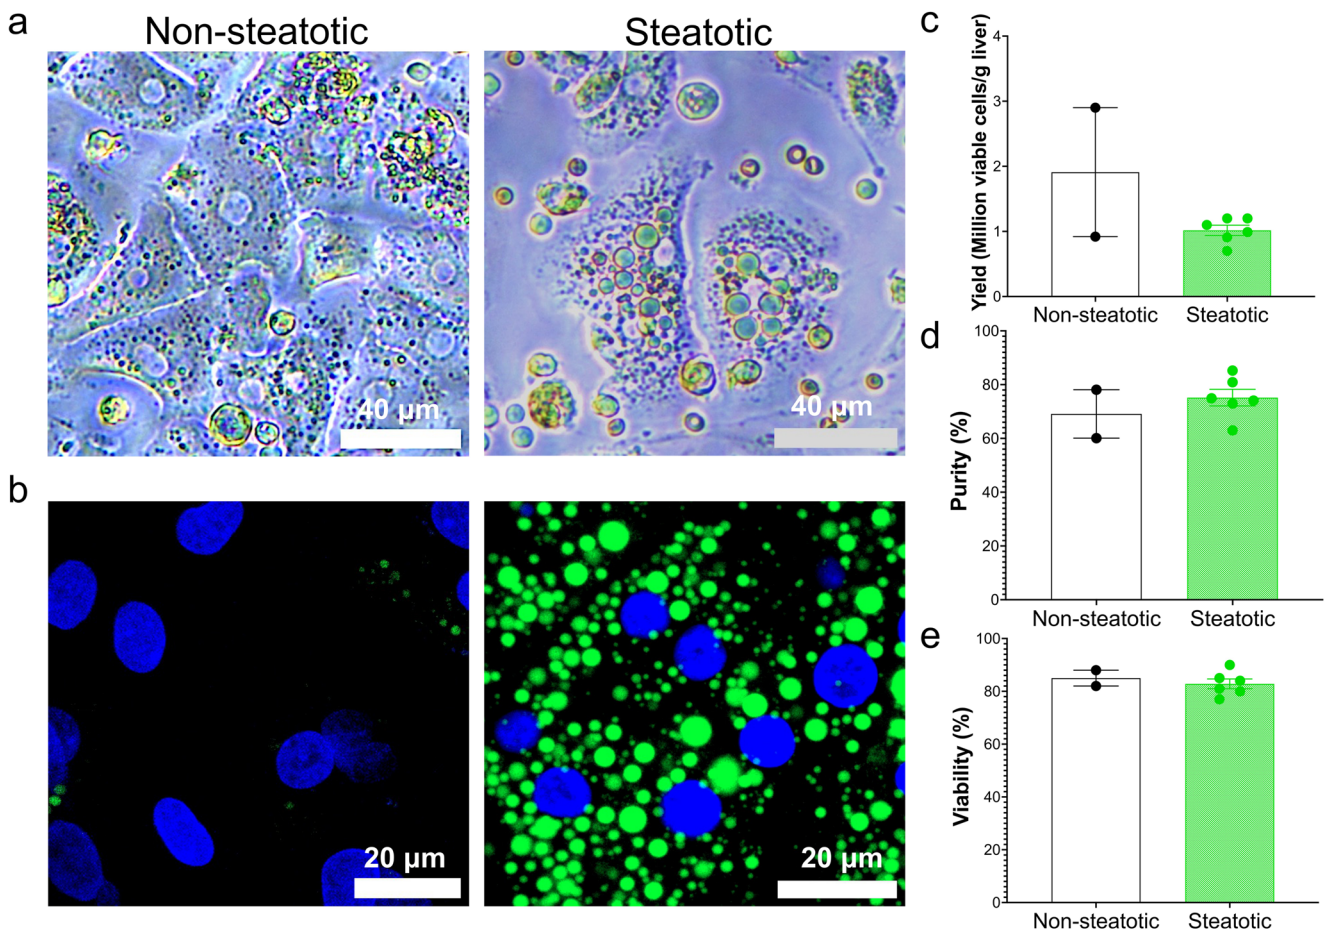 a
Non-steatotic
Steatotic
40 µm
40 µm
b
20 µm
20 µm
c
Yield (Million viable cells/g liver)
4
3
2
1
0
Non-steatotic
Steatotic
d
Purity (%)
100
80
60
40
20
0
Non-steatotic
Steatotic
e
Viability (%)
100
80
60
40
20
0
Non-steatotic
Steatotic